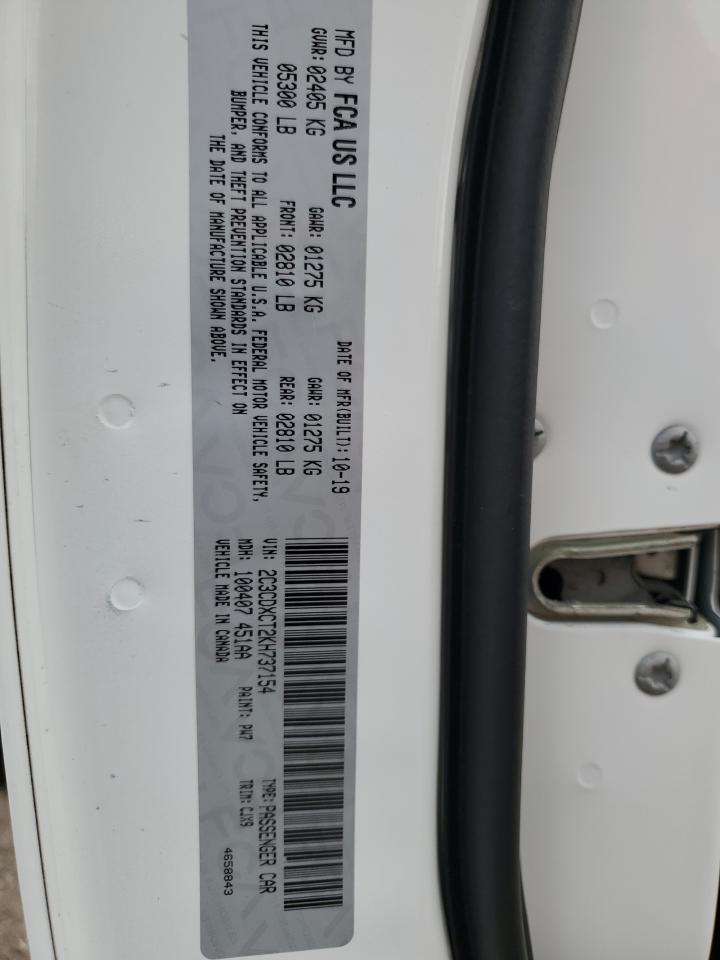 MFD BY FCA US LLC
DATE OF MFR(BUILT): 10-19
GVWR: 02405 KG
GAWR: 01275 KG
GAWR: 01275 KG
05300 LB
FRONT: 02810 LB
REAR: 02810 LB
THIS VEHICLE CONFORMS TO ALL APPLICABLE U.S.A. FEDERAL MOTOR VEHICLE SAFETY,
BUMPER, AND THEFT PREVENTION STANDARDS IN EFFECT ON
THE DATE OF MANUFACTURE SHOWN ABOVE.
VIN: 2C3CDXCT2KH737154
TYPE: PASSENGER CAR
MDH: 100407 451AA
PAINT: PW7
TRIM: CJX9
VEHICLE MADE IN CANADA
4658843